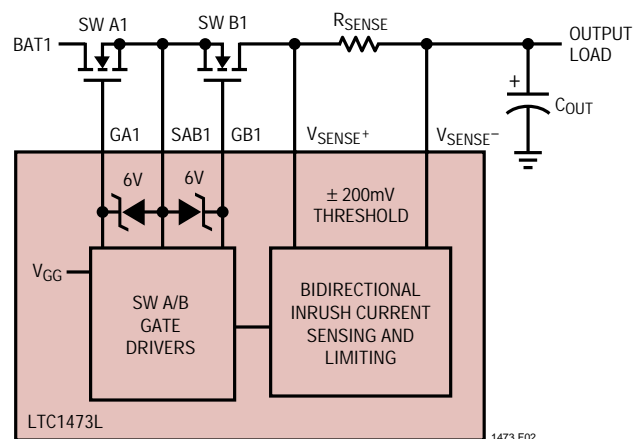 SW A1
SW B1
RSENSE
BAT1
OUTPUT
LOAD
+
COUT
GA1
SAB1
GB1
VSENSE+
VSENSE–
6V
6V
± 200mV
THRESHOLD
VGG
SW A/B
GATE
DRIVERS
BIDIRECTIONAL
INRUSH CURRENT
SENSING AND
LIMITING
LTC1473L
1473 F02